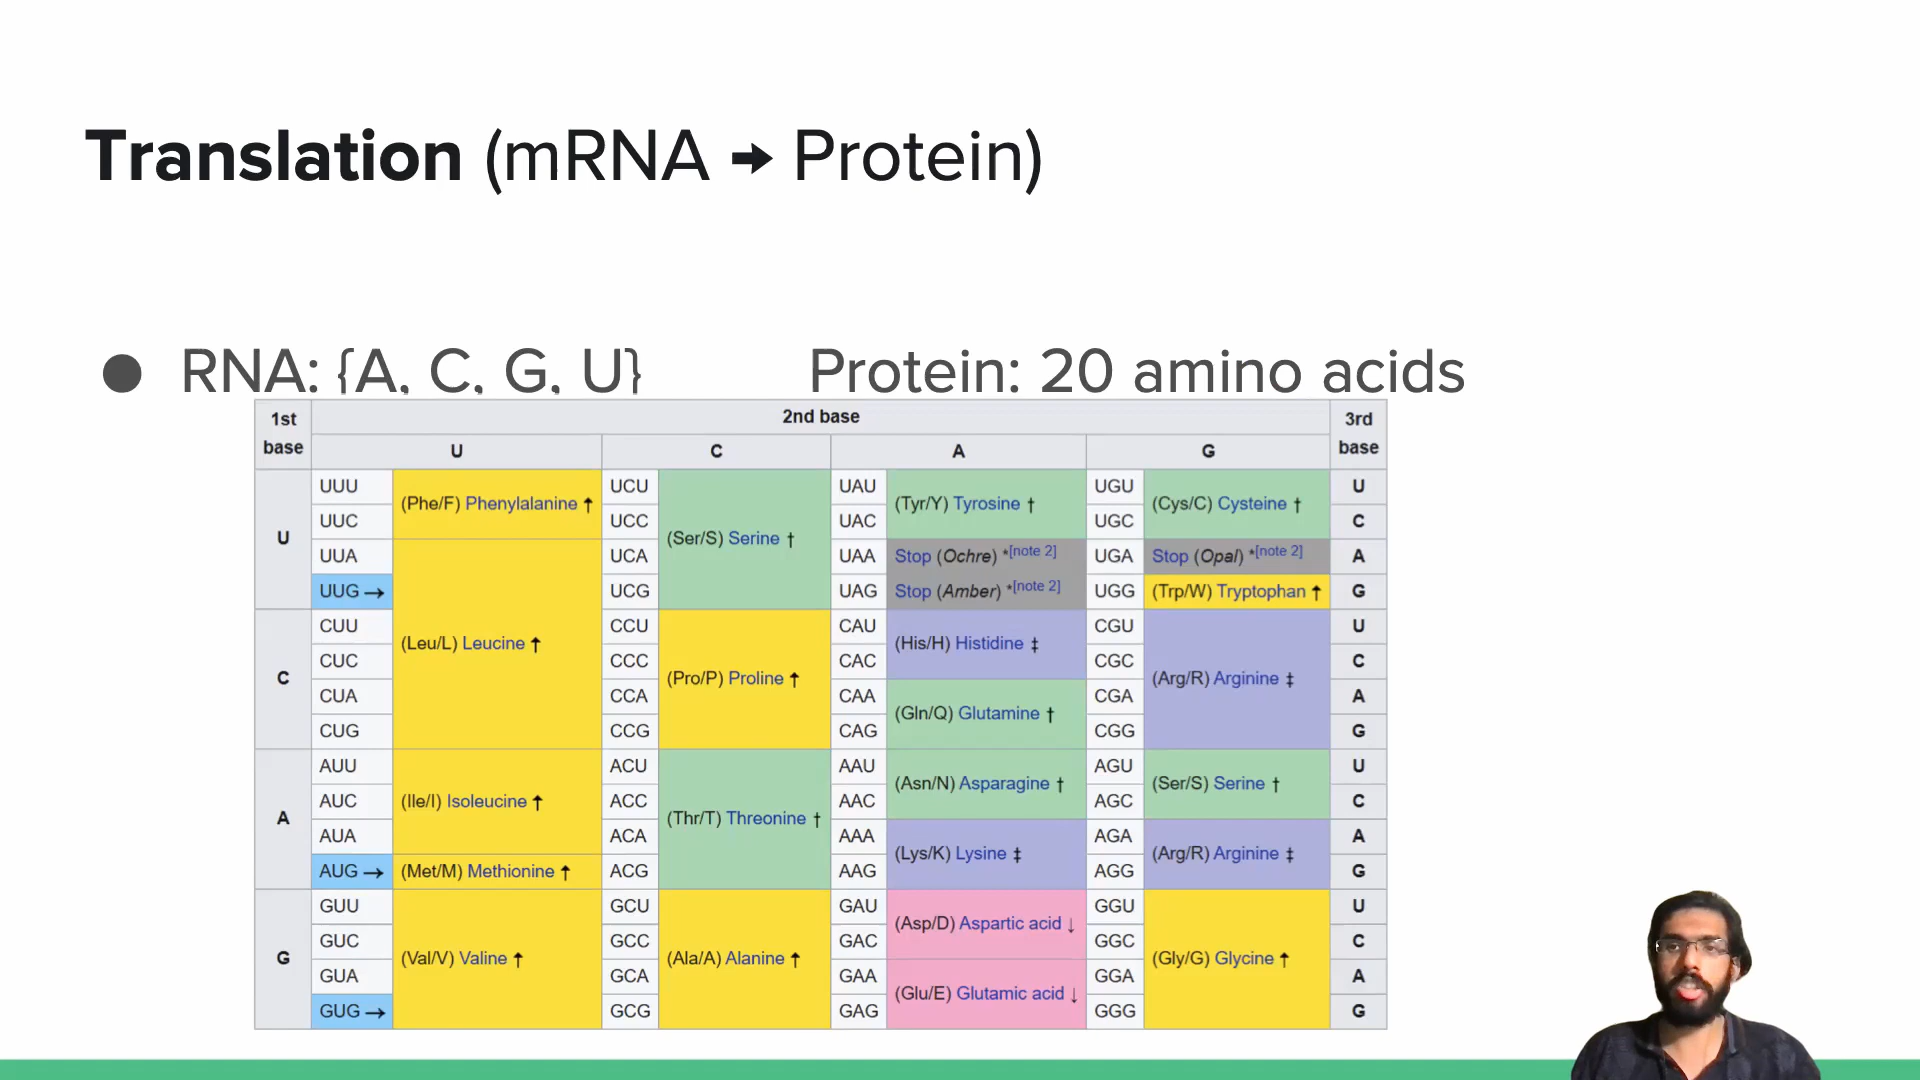 Translation (mRNA → Protein)
● RNA: {A, C, G, U} Protein: 20 amino acids
1st base 2nd base 3rd base
U C A G
U UUU (Phe/F) Phenylalanine ↑ UCU (Ser/S) Serine † UAU (Tyr/Y) Tyrosine † UGU (Cys/C) Cysteine † U
UUC UCC UAC UGC C
UUA (Leu/L) Leucine ↑ UCA UAA Stop (Ochre) *[note 2] UGA Stop (Opal) *[note 2] A
UUG → UCG UAG Stop (Amber) *[note 2] UGG (Trp/W) Tryptophan ↑ G
C CUU CCU (Pro/P) Proline ↑ CAU (His/H) Histidine ‡ CGU (Arg/R) Arginine ‡ U
CUC CCC CAC CGC C
CUA CCA CAA (Gln/Q) Glutamine † CGA A
CUG CCG CAG CGG G
A AUU (Ile/I) Isoleucine ↑ ACU (Thr/T) Threonine † AAU (Asn/N) Asparagine † AGU (Ser/S) Serine † U
AUC ACC AAC AGC C
AUA ACA AAA (Lys/K) Lysine ‡ AGA (Arg/R) Arginine ‡ A
AUG → (Met/M) Methionine ↑ ACG AAG AGG G
G GUU (Val/V) Valine ↑ GCU (Ala/A) Alanine ↑ GAU (Asp/D) Aspartic acid ↓ GGU (Gly/G) Glycine ↑ U
GUC GCC GAC GGC C
GUA GCA GAA (Glu/E) Glutamic acid ↓ GGA A
GUG → GCG GAG GGG G